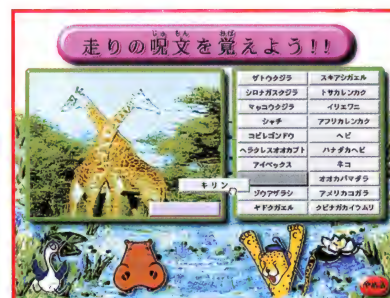 じゅ もん おぼ
走りの呪文を覚えよう!!
ザトウクジラ
スキアシガエル
シロナガスクジラ
トサカレンカク
マッコウクジラ
イリエワニ
シャチ
アフリカレンカク
コビレゴンドウ
ヘビ
ヘラクレスオオカブト
ハナダカヘビ
アイベックス
ネコ
キリン
オオカバマダラ
ゾウアザラシ
アメリカコガラ
ヤドクガエル
クビナガカイツムリ
やめる